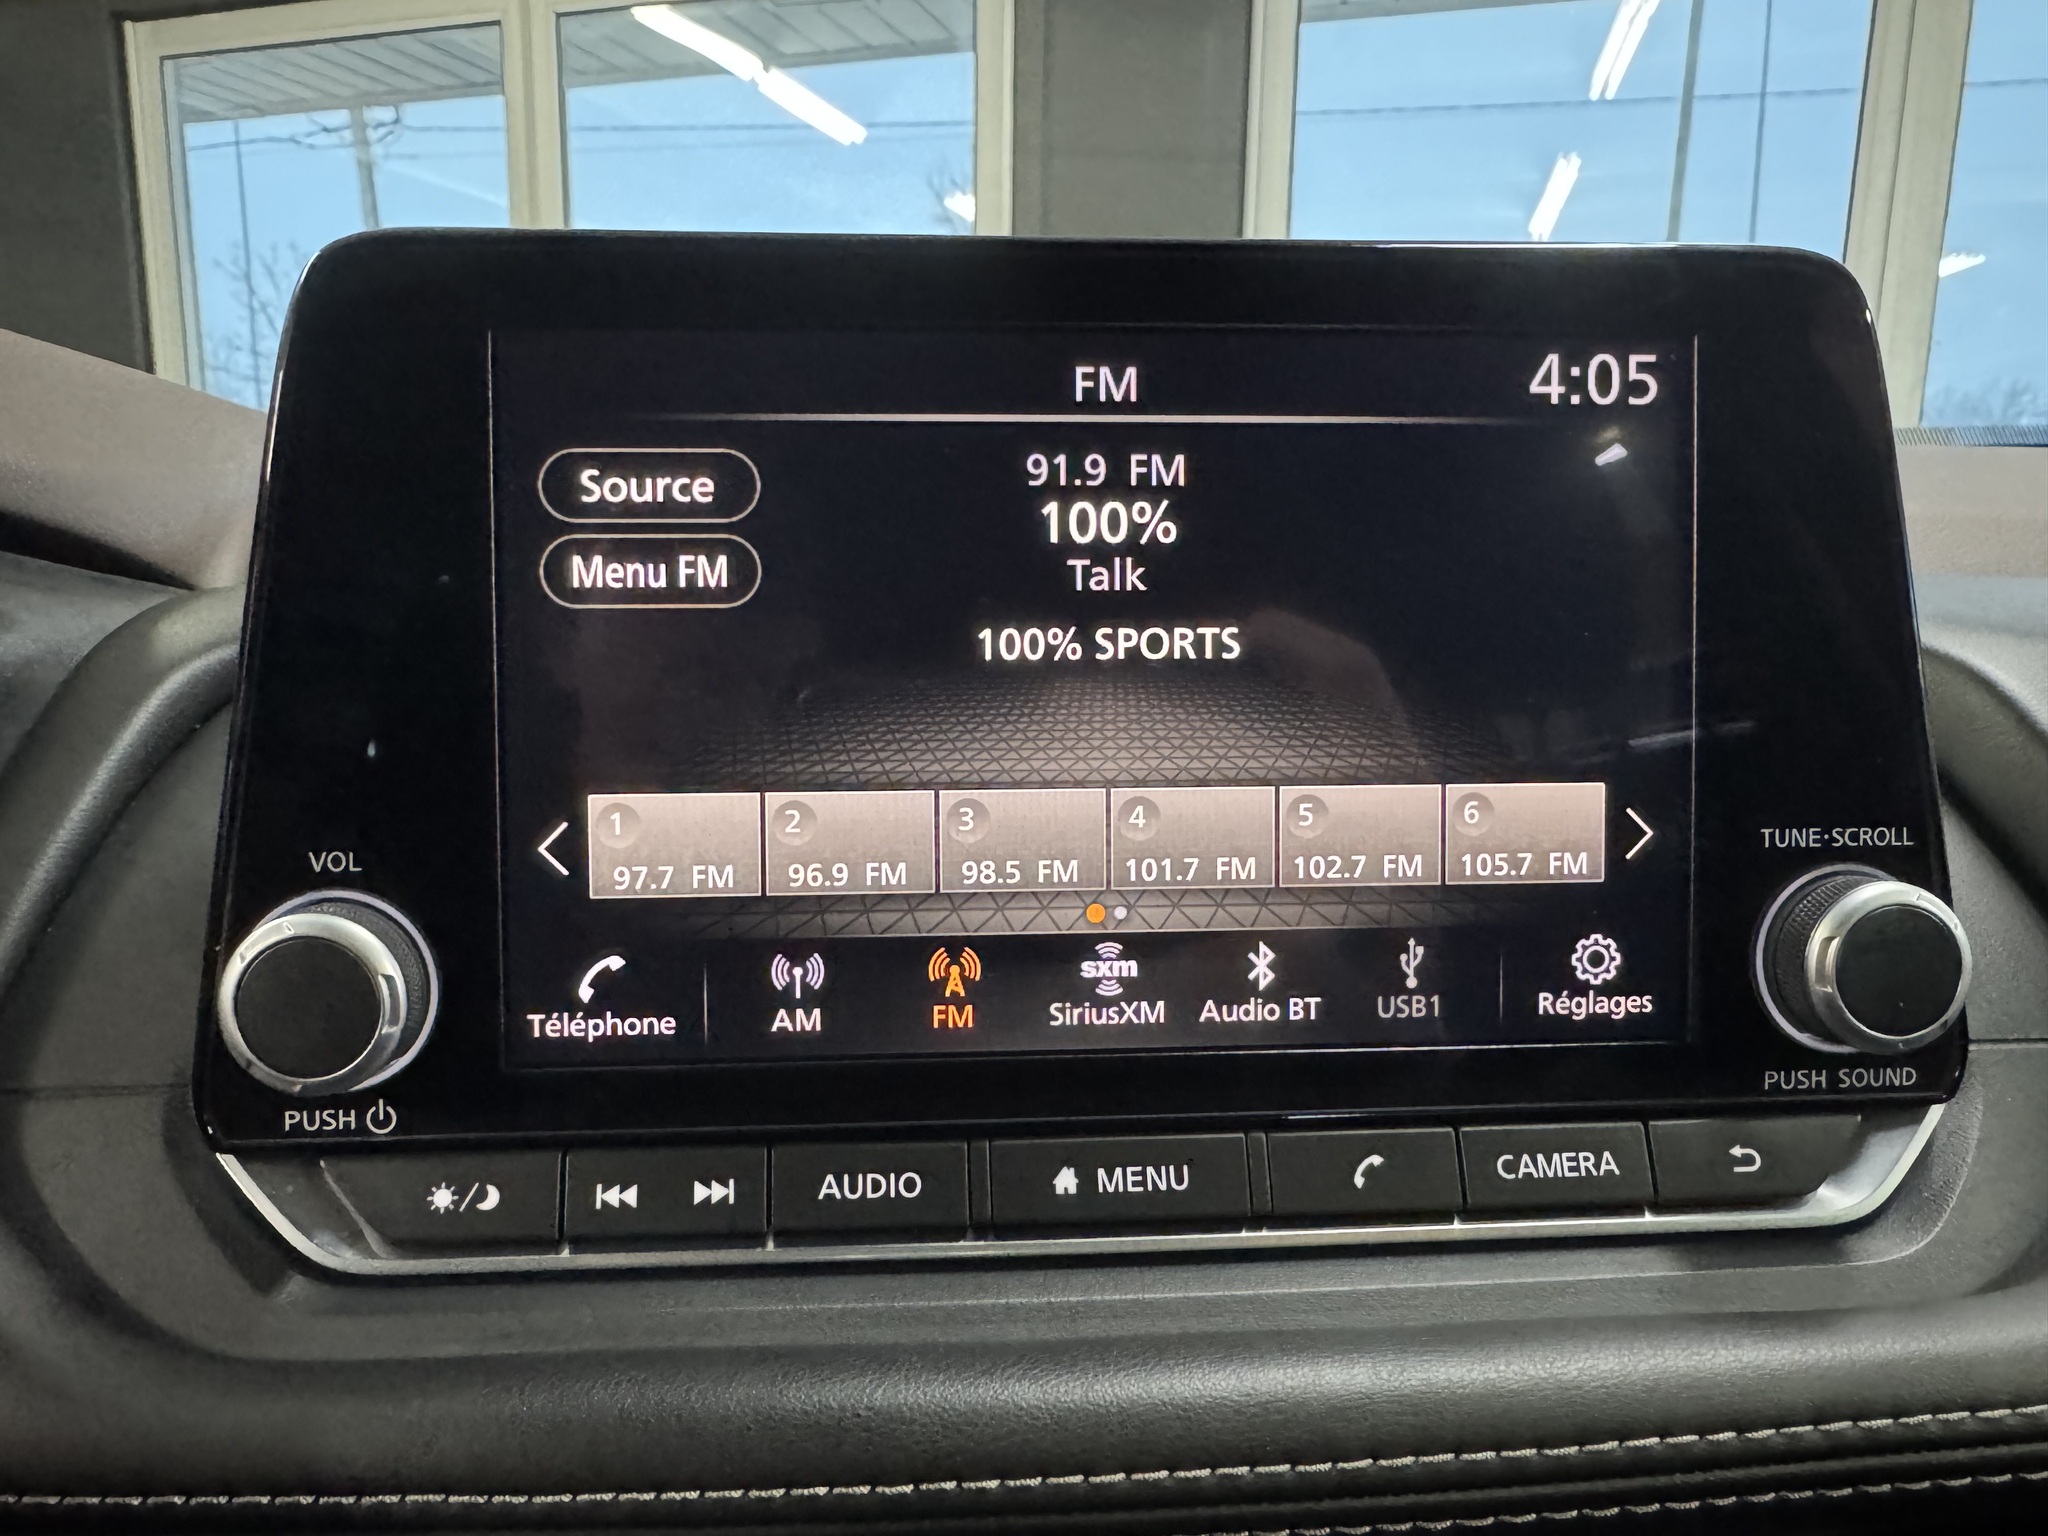 FM
4:05
Source
91.9 FM
100%
Menu FM
Talk
100% SPORTS
1
2
3
4
5
6
97.7 FM
96.9 FM
98.5 FM
101.7 FM
102.7 FM
105.7 FM
VOL
TUNE·SCROLL
Téléphone
AM
FM
sxm
SiriusXM
Audio BT
USB1
Réglages
PUSH
PUSH SOUND
AUDIO
MENU
CAMERA